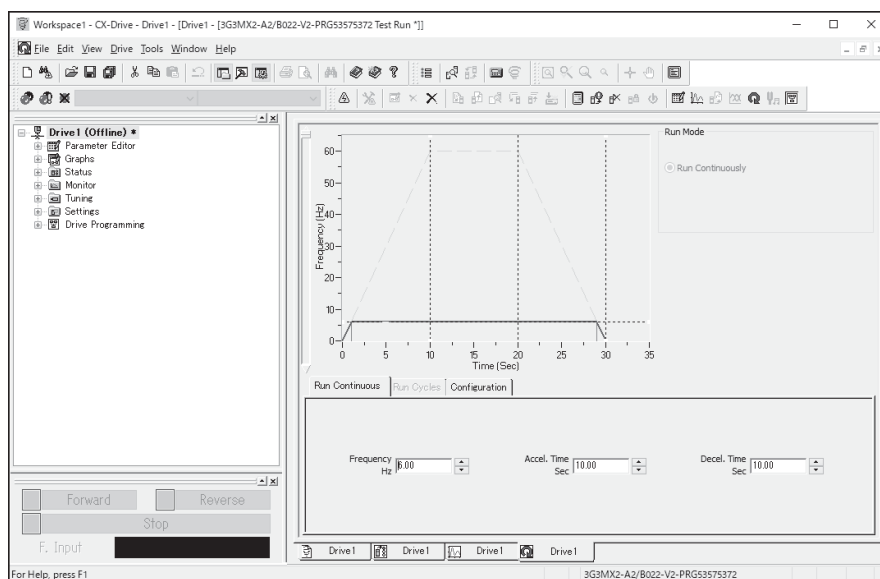 Workspace1 - CX-Drive - Drive1 - [Drive1 - [3G3MX2-A2/B022-V2-PRG53575372 Test Run *]]
File Edit View Drive Tools Window Help
Drive1 (Offline) *
Parameter Editor
Graphs
Status
Monitor
Tuning
Settings
Drive Programming
Forward
Reverse
Stop
F. Input
Frequency (Hz)
60
50
40
30
20
10
0
0 5 10 15 20 25 30 35
Time (Sec)
Run Mode
Run Continuously
Run Continuous Run Cycles Configuration
Frequency Hz 6.00
Accel. Time Sec 10.00
Decel. Time Sec 10.00
Drive1 Drive1 Drive1 Drive1
For Help, press F1
3G3MX2-A2/B022-V2-PRG53575372